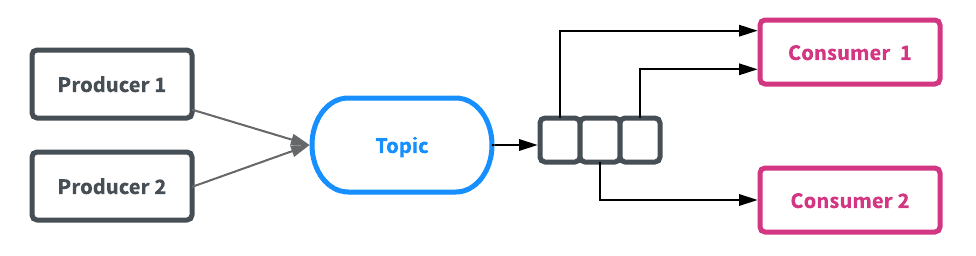 Producer 1
Producer 2
Topic
Consumer 1
Consumer 2